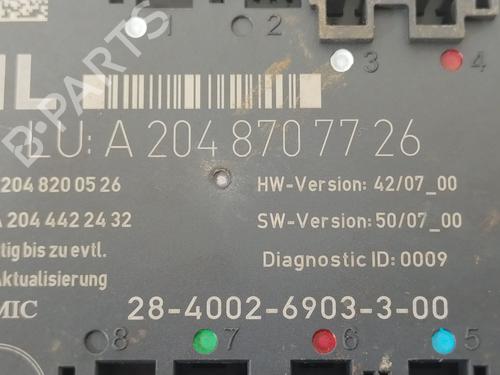 1 2
3 4
LU: A 204 870 77 26
204 820 05 26 HW-Version: 42/07_00
A 204 442 24 32 SW-Version: 50/07_00
tig bis zu evtl. Diagnostic ID: 0009
Aktualisierung
MIC 28-4002-6903-3-00
8 7 6 5
B-PARTS